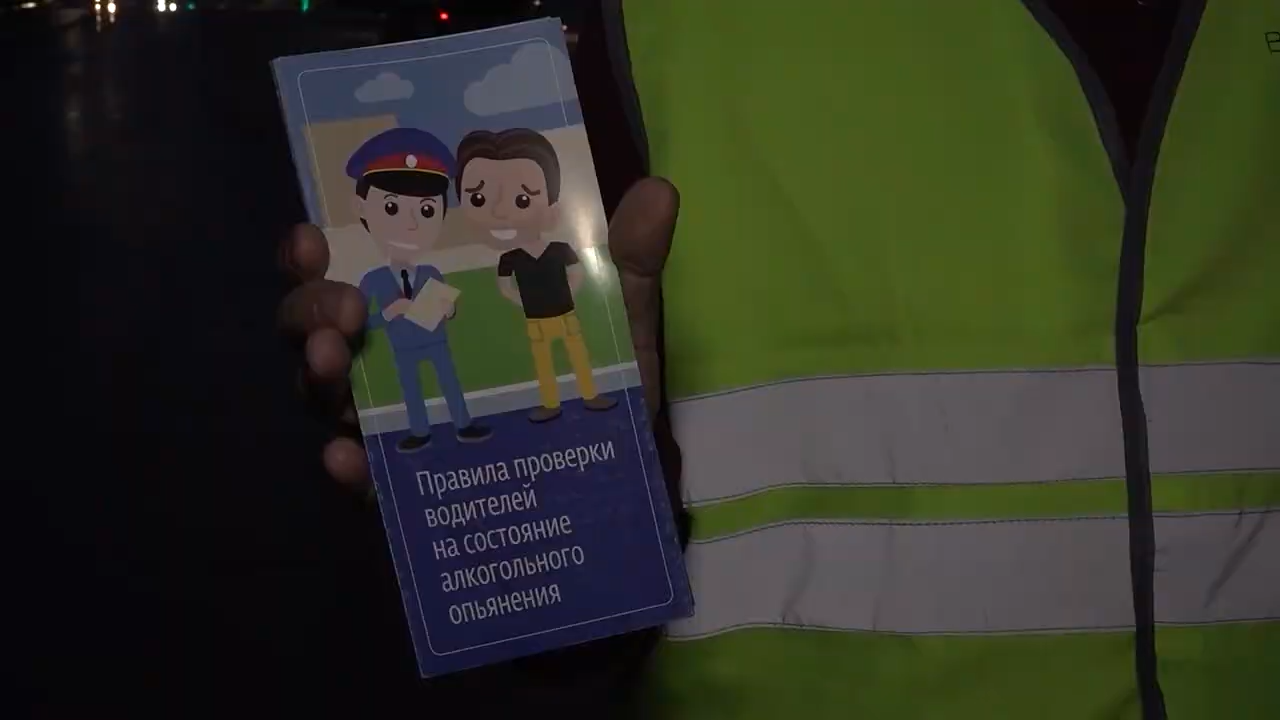 Правила проверки
водителей
на состояние
алкогольного
опьянения